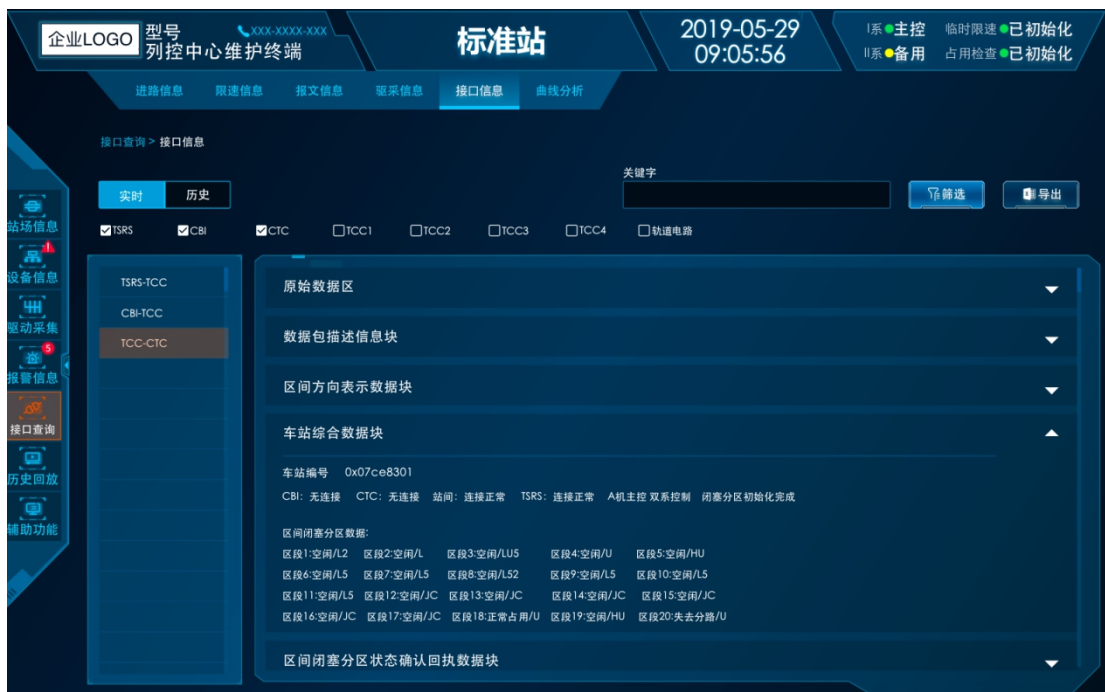 企业LOGO 型号 XXX-XXXX-XXX
列控中心维护终端
标准站
2019-05-29
09:05:56
I系 主控 临时限速 已初始化
II系 备用 占用检查 已初始化
进路信息 限速信息 报文信息 驱采信息 接口信息 曲线分析
接口查询 > 接口信息
关键字
实时 历史 筛选 导出
TSRS CBI CTC TCC1 TCC2 TCC3 TCC4 轨道电路
站场信息
1
设备信息
驱动采集
5
报警信息
接口查询
历史回放
辅助功能
TSRS-TCC
CBI-TCC
TCC-CTC
原始数据区
数据包描述信息块
区间方向表示数据块
车站综合数据块
车站编号 0x07ce8301
CBI: 无连接 CTC: 无连接 站间: 连接正常 TSRS: 连接正常 A机主控 双系控制 闭塞分区初始化完成
区间闭塞分区数据:
区段1:空闲/L2 区段2:空闲/L 区段3:空闲/LU5 区段4:空闲/U 区段5:空闲/HU
区段6:空闲/L5 区段7:空闲/L5 区段8:空闲/L52 区段9:空闲/L5 区段10:空闲/L5
区段11:空闲/L5 区段12:空闲/JC 区段13:空闲/JC 区段14:空闲/JC 区段15:空闲/JC
区段16:空闲/JC 区段17:空闲/JC 区段18:正常占用/U 区段19:空闲/HU 区段20:失去分路/U
区间闭塞分区状态确认回执数据块